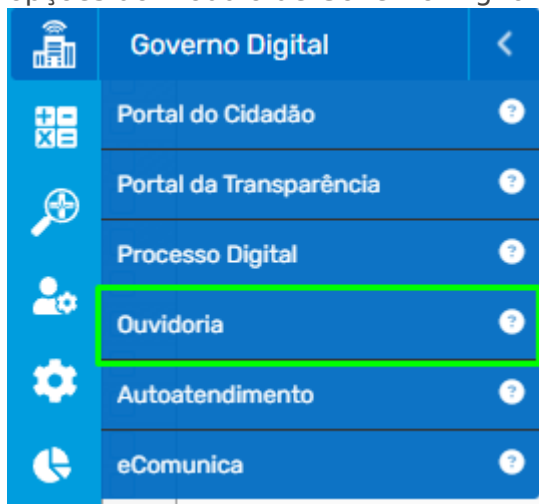 Governo Digital
Portal do Cidadão
Portal da Transparência
Processo Digital
Ouvidoria
Autoatendimento
eComunica